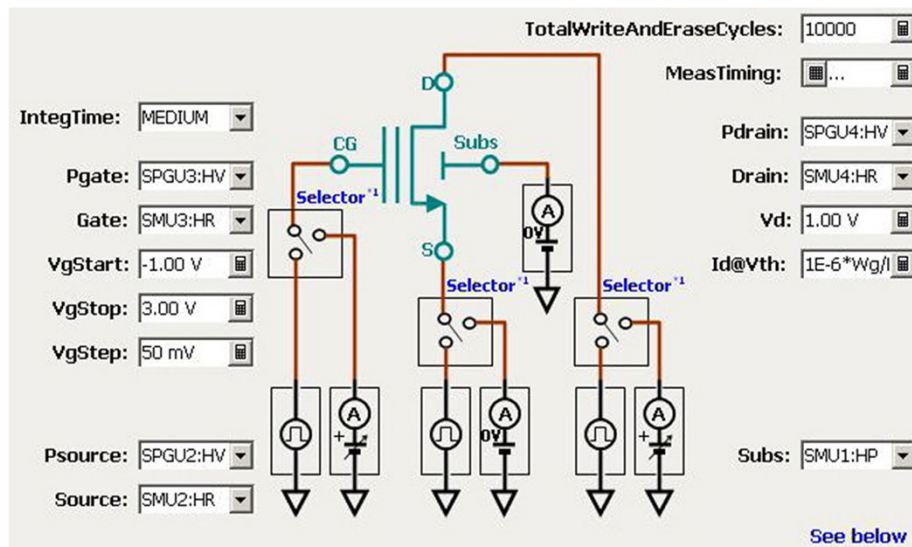 TotalWriteAndEraseCycles: 10000
MeasTiming: ...
IntegTime: MEDIUM
Pdrain: SPGU4:HV
Pgate: SPGU3:HV
Drain: SMU4:HR
Gate: SMU3:HR
Vd: 1.00 V
VgStart: -1.00 V
Id@Vth: 1E-6*Wg/l
VgStop: 3.00 V
VgStep: 50 mV
D
CG
Subs
Selector*1
A
0V
S
Selector*1
Selector*1
A
+
A
0V
A
+
Psource: SPGU2:HV
Subs: SMU1:HP
Source: SMU2:HR
See below